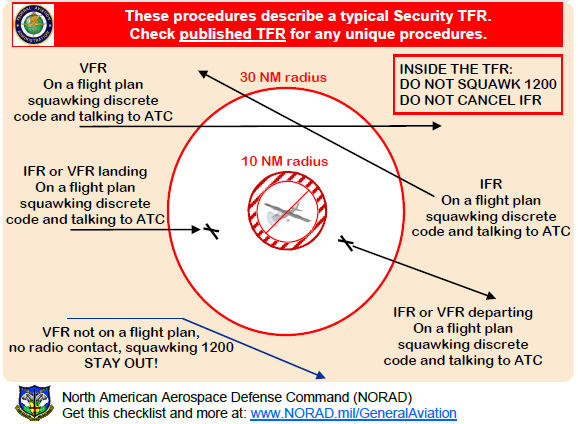 These procedures describe a typical Security TFR.
Check published TFR for any unique procedures.
VFR
On a flight plan
squawking discrete
code and talking to ATC
30 NM radius
INSIDE THE TFR:
DO NOT SQUAWK 1200
DO NOT CANCEL IFR
10 NM radius
IFR or VFR landing
On a flight plan
squawking discrete
code and talking to ATC
IFR
On a flight plan
squawking discrete
code and talking to ATC
IFR or VFR departing
On a flight plan
squawking discrete
code and talking to ATC
VFR not on a flight plan,
no radio contact, squawking 1200
STAY OUT!
North American Aerospace Defense Command (NORAD)
Get this checklist and more at: www.NORAD.mil/GeneralAviation